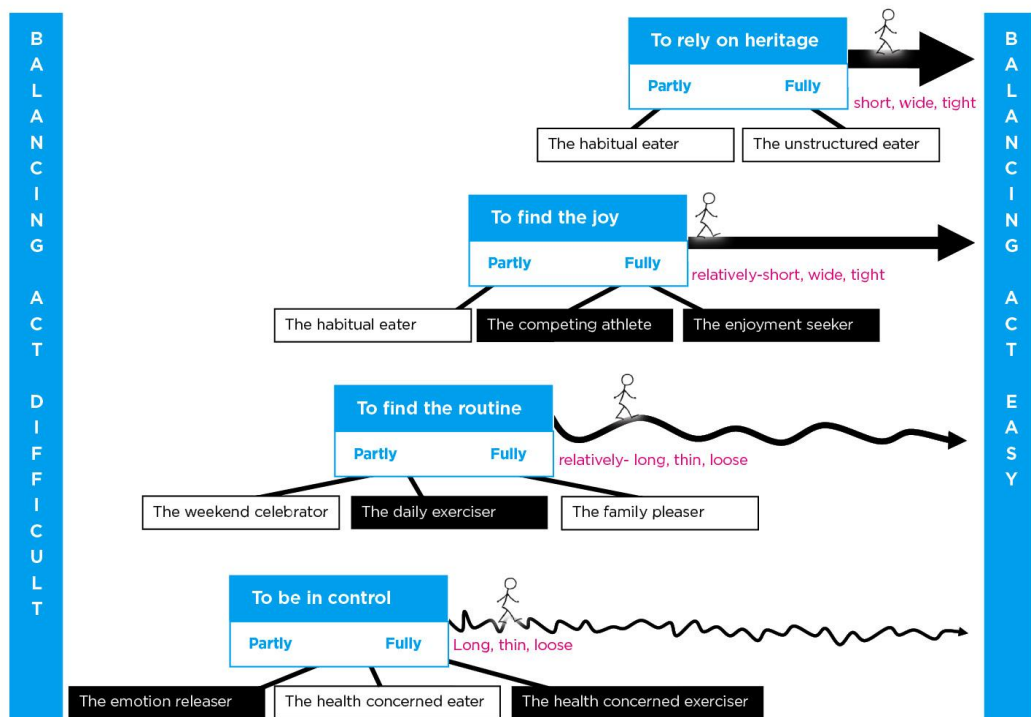 BALANCING ACT DIFFICULT
To rely on heritage
Partly Fully
short, wide, tight
The habitual eater
The unstructured eater
To find the joy
Partly Fully
relatively-short, wide, tight
The habitual eater
The competing athlete
The enjoyment seeker
To find the routine
Partly Fully
relatively- long, thin, loose
The weekend celebrator
The daily exerciser
The family pleaser
To be in control
Partly Fully
Long, thin, loose
The emotion releaser
The health concerned eater
The health concerned exerciser
BALANCING ACT EASY